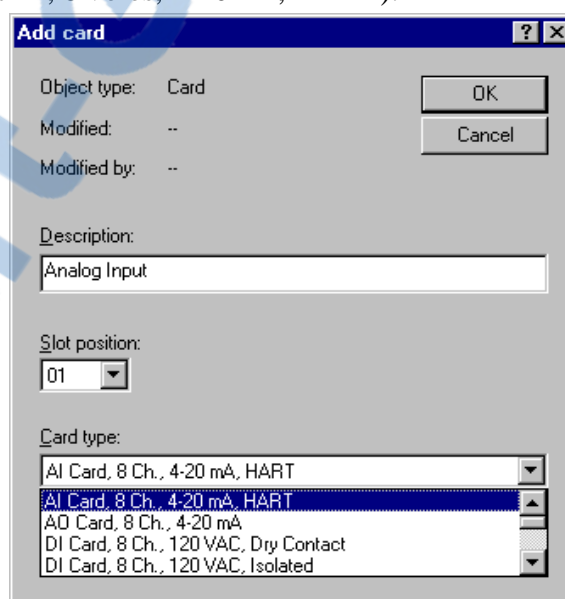 Add card
Object type: Card
OK
Modified: --
Cancel
Modified by: --
Description:
Analog Input
Slot position:
01
Card type:
AI Card, 8 Ch., 4-20 mA, HART
AI Card, 8 Ch., 4-20 mA, HART
AO Card, 8 Ch., 4-20 mA
DI Card, 8 Ch., 120 VAC, Dry Contact
DI Card, 8 Ch., 120 VAC, Isolated